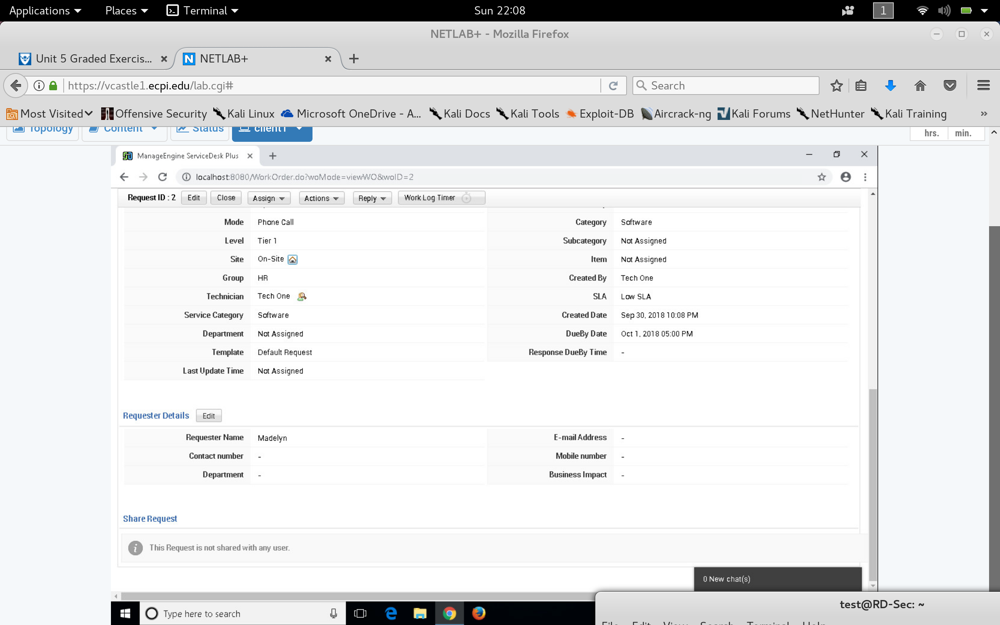 Applications Places Terminal Sun 22:08 1
NETLAB+ - Mozilla Firefox
Unit 5 Graded Exercis... NETLAB+
https://vcastle1.ecpi.edu/lab.cgi# Search
Most Visited Offensive Security Kali Linux Microsoft OneDrive - A... Kali Docs Kali Tools Exploit-DB Aircrack-ng Kali Forums NetHunter Kali Training »
Topology Content Status client1 hrs. min.
ManageEngine ServiceDesk Plus
localhost:8080/WorkOrder.do?woMode=viewWO&woID=2
Request ID : 2 Edit Close Assign Actions Reply Work Log Timer
Mode Phone Call Category Software
Level Tier 1 Subcategory Not Assigned
Site On-Site Item Not Assigned
Group HR Created By Tech One
Technician Tech One SLA Low SLA
Service Category Software Created Date Sep 30, 2018 10:08 PM
Department Not Assigned DueBy Date Oct 1, 2018 05:00 PM
Template Default Request Response DueBy Time -
Last Update Time Not Assigned
Requester Details Edit
Requester Name Madelyn E-mail Address -
Contact number - Mobile number -
Department - Business Impact -
Share Request
This Request is not shared with any user.
0 New chat(s)
test@RD-Sec: ~
Type here to search
File Edit View Search Terminal Help